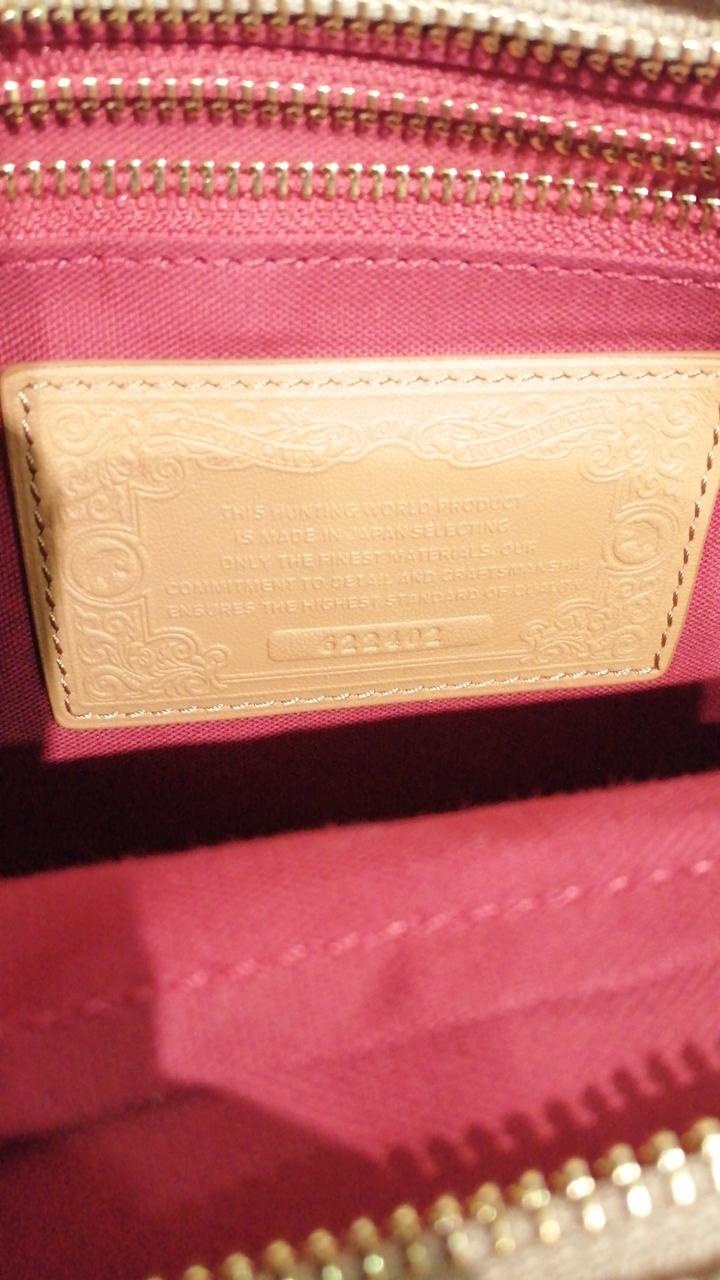 THIS HUNTING WORLD PRODUCT
IS MADE IN JAPAN SELECTING
ONLY THE FINEST MATERIALS. OUR
COMMITMENT TO DETAIL AND CRAFTSMANSHIP
ENSURES THE HIGHEST STANDARD OF QUALITY.
622402